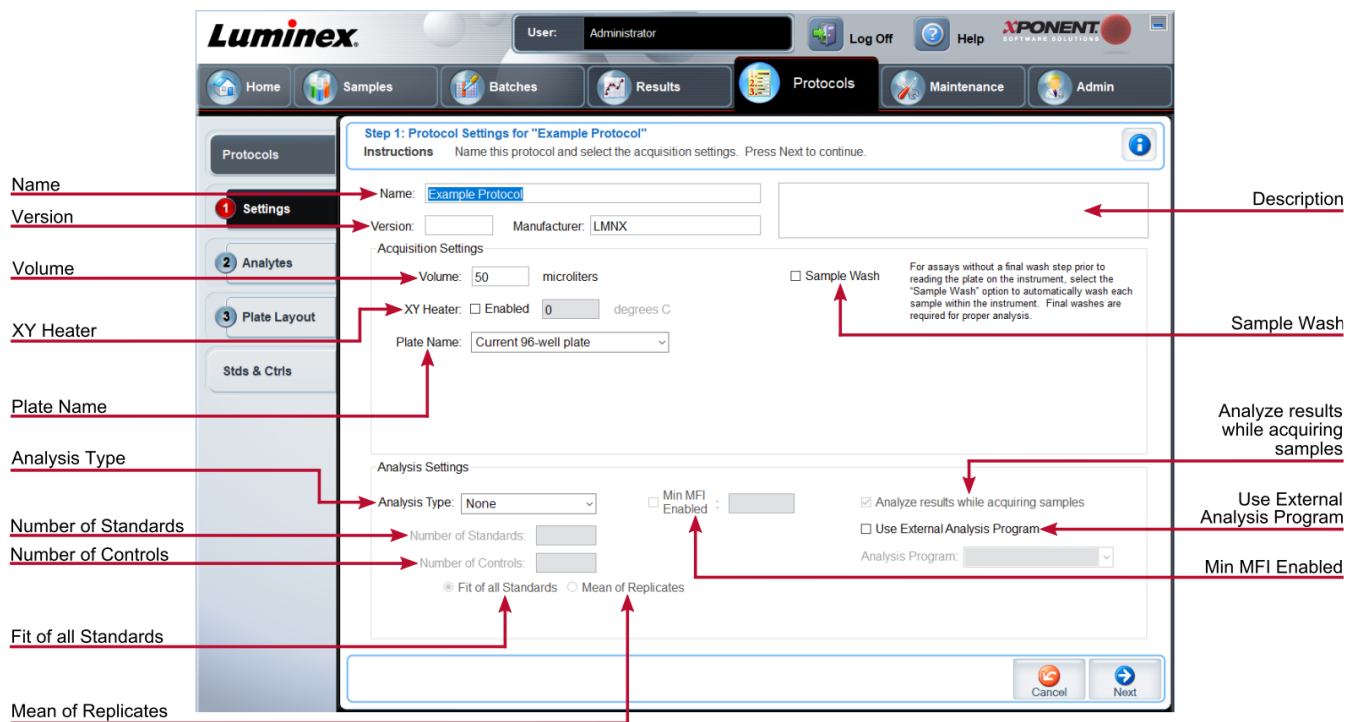 Luminex.
User:
Administrator
Log Off
Help
XPONENT.
SOFTWARE SOLUTIONS
Home
Samples
Batches
Results
Protocols
Maintenance
Admin
Protocols
1 Settings
2 Analytes
3 Plate Layout
Stds & Ctrls
Step 1: Protocol Settings for "Example Protocol"
Instructions Name this protocol and select the acquisition settings. Press Next to continue.
Name: Example Protocol
Version:
Manufacturer: LMNX
Acquisition Settings
Volume: 50 microliters
XY Heater: Enabled 0 degrees C
Plate Name: Current 96-well plate
Sample Wash
For assays without a final wash step prior to
reading the plate on the instrument, select the
"Sample Wash" option to automatically wash each
sample within the instrument. Final washes are
required for proper analysis.
Analysis Settings
Analysis Type: None
Number of Standards:
Number of Controls:
Fit of all Standards
Mean of Replicates
Min MFI
Enabled :
Analyze results while acquiring samples
Use External Analysis Program
Analysis Program:
Cancel
Next
Name
Version
Volume
XY Heater
Plate Name
Analysis Type
Number of Standards
Number of Controls
Fit of all Standards
Mean of Replicates
Description
Sample Wash
Analyze results
while acquiring
samples
Use External
Analysis Program
Min MFI Enabled